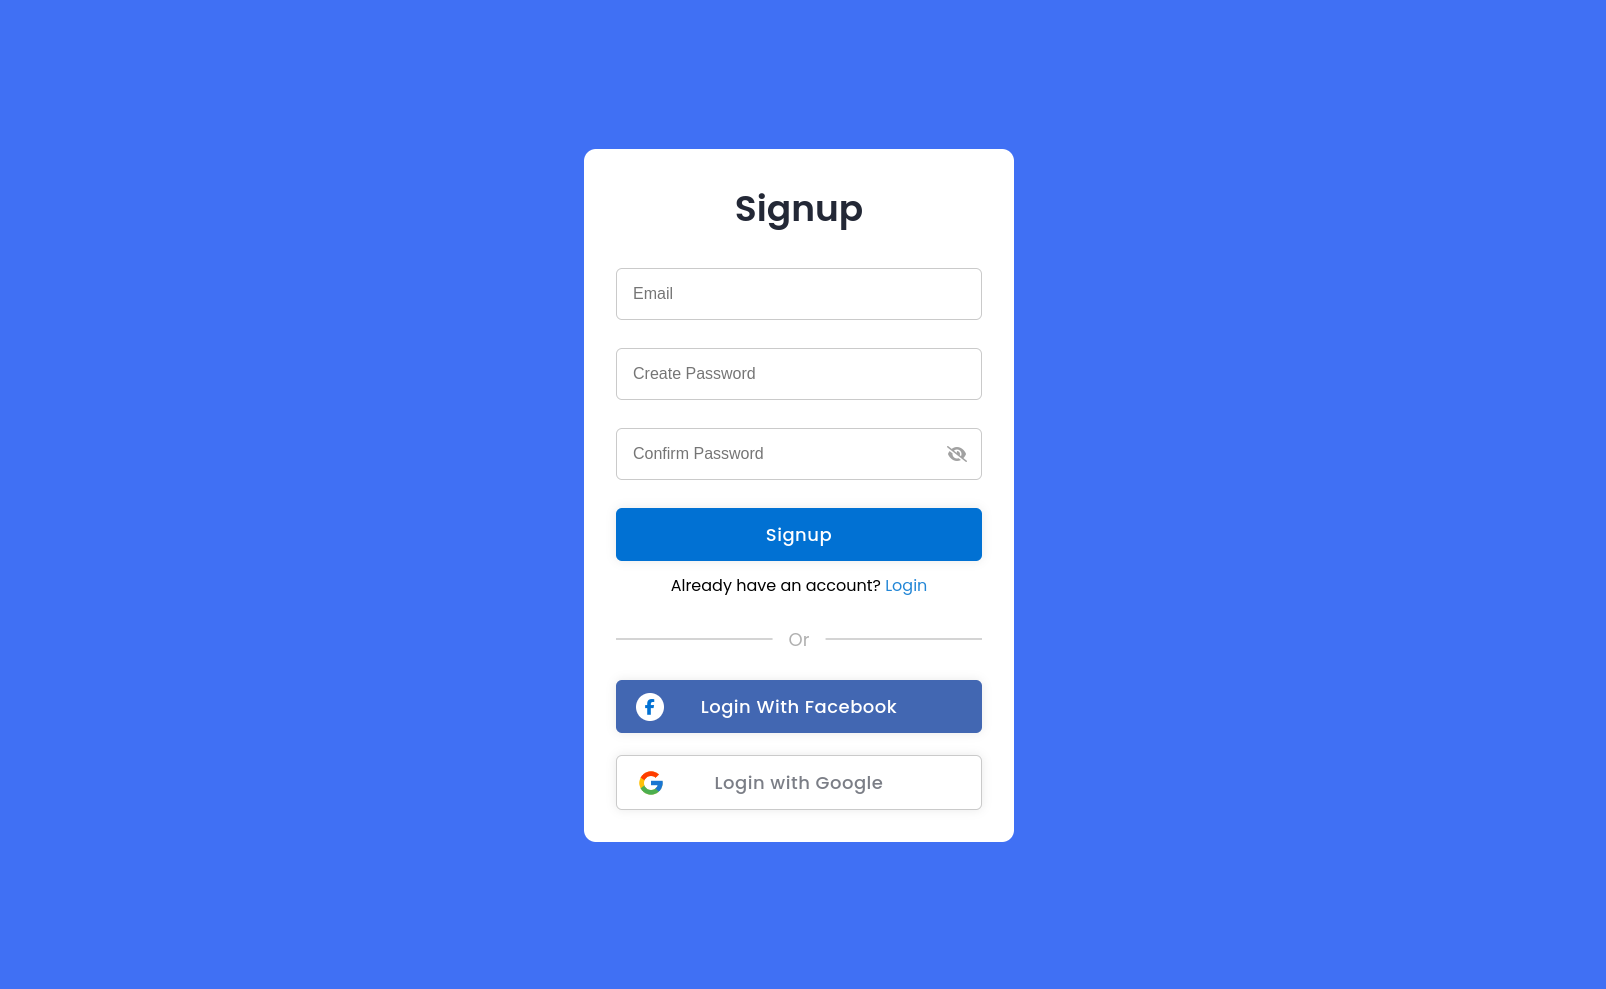 Signup
Email
Create Password
Confirm Password
Signup
Already have an account? Login
Or
Login With Facebook
Login with Google